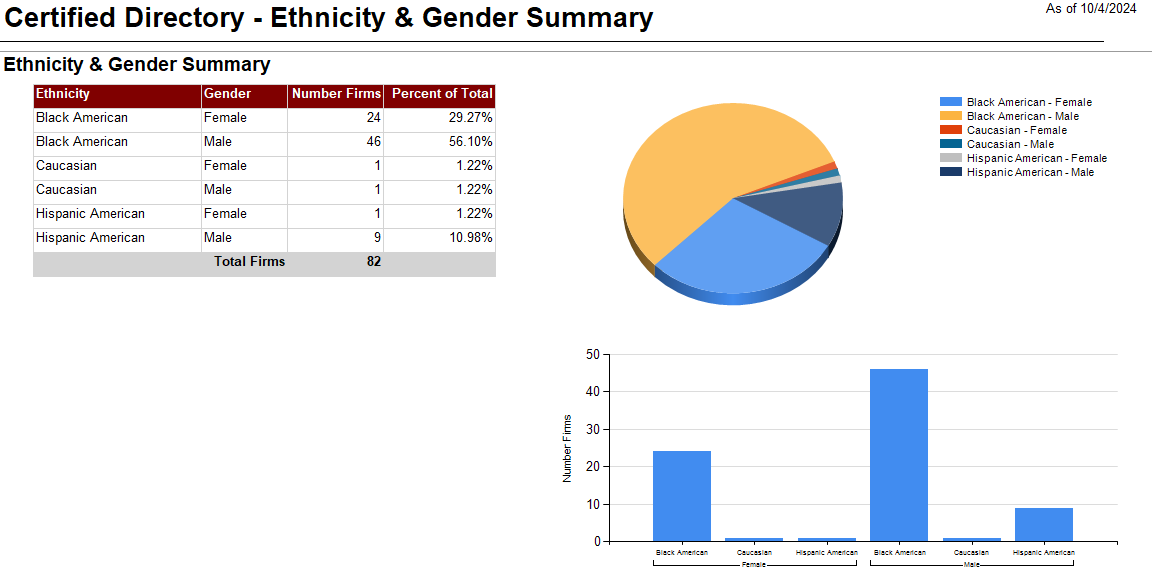 Certified Directory - Ethnicity & Gender Summary
As of 10/4/2024
Ethnicity & Gender Summary
Ethnicity Gender Number Firms Percent of Total
Black American Female 24 29.27%
Black American Male 46 56.10%
Caucasian Female 1 1.22%
Caucasian Male 1 1.22%
Hispanic American Female 1 1.22%
Hispanic American Male 9 10.98%
Total Firms 82
Black American - Female
Black American - Male
Caucasian - Female
Caucasian - Male
Hispanic American - Female
Hispanic American - Male
Number Firms
50
40
30
20
10
0
Black American Caucasian Hispanic American Black American Caucasian Hispanic American
Female Male